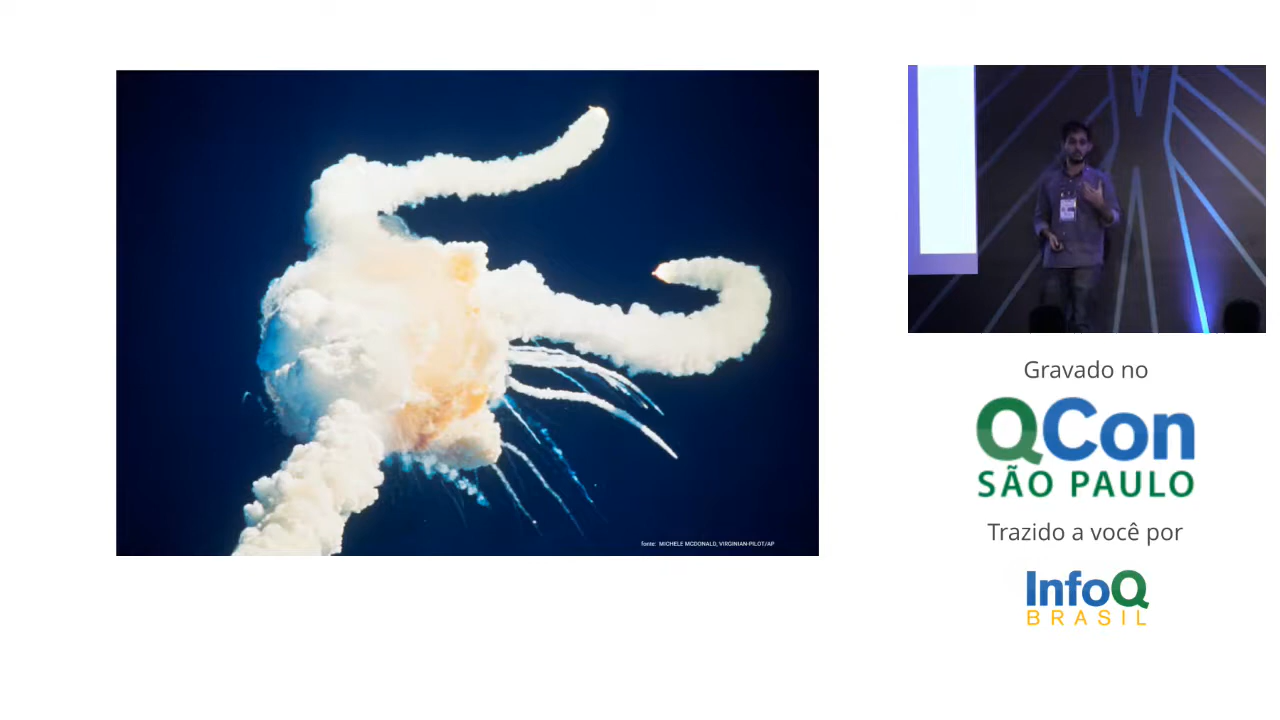 fonte: MICHELE MCDONALD, VIRGINIAN-PILOT/AP
Gravado no
QCon
SÃO PAULO
Trazido a você por
InfoQ
BRASIL